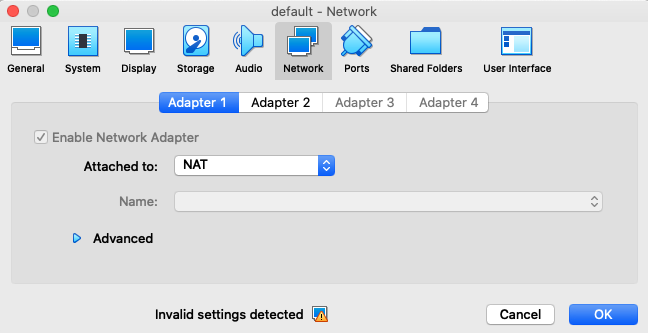 default - Network
General System Display Storage Audio Network Ports Shared Folders User Interface
Adapter 1 Adapter 2 Adapter 3 Adapter 4
Enable Network Adapter
Attached to: NAT
Name:
Advanced
Invalid settings detected Cancel OK